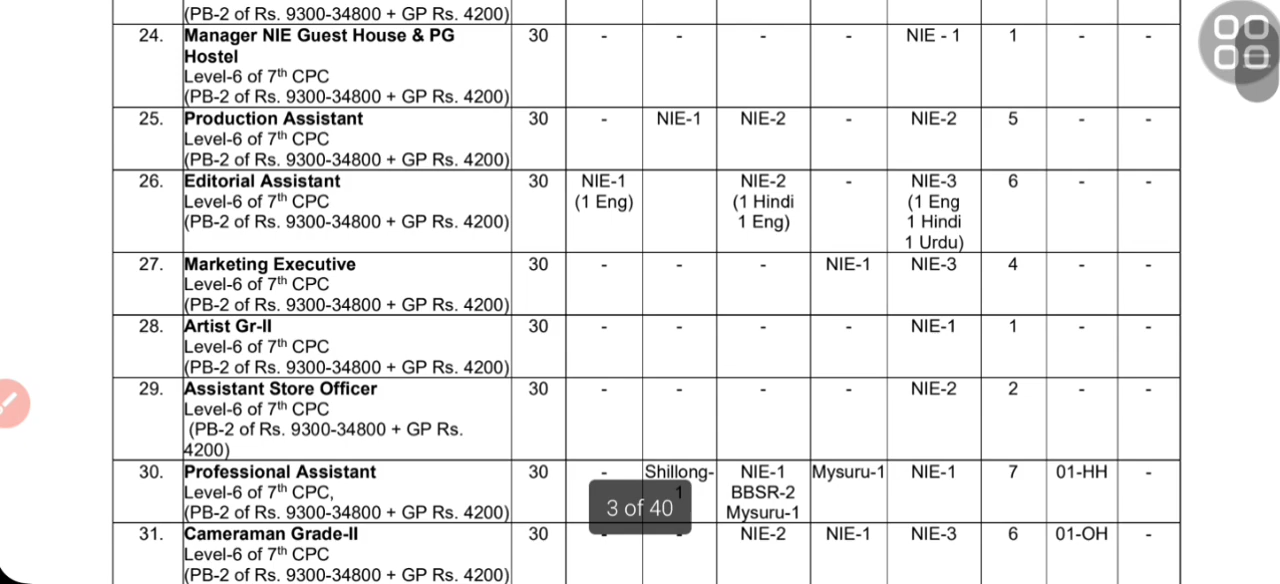 (PB-2 of Rs. 9300-34800 + GP Rs. 4200)
24. Manager NIE Guest House & PG 30 - - - - NIE - 1 1 - -
Hostel
Level-6 of 7th CPC
(PB-2 of Rs. 9300-34800 + GP Rs. 4200)
25. Production Assistant 30 - NIE-1 NIE-2 - NIE-2 5 - -
Level-6 of 7th CPC
(PB-2 of Rs. 9300-34800 + GP Rs. 4200)
26. Editorial Assistant 30 NIE-1 NIE-2 - NIE-3 6 - -
Level-6 of 7th CPC (1 Eng) (1 Hindi (1 Eng
(PB-2 of Rs. 9300-34800 + GP Rs. 4200) 1 Eng) 1 Hindi
1 Urdu)
27. Marketing Executive 30 - - - NIE-1 NIE-3 4 - -
Level-6 of 7th CPC
(PB-2 of Rs. 9300-34800 + GP Rs. 4200)
28. Artist Gr-II 30 - - - - NIE-1 1 - -
Level-6 of 7th CPC
(PB-2 of Rs. 9300-34800 + GP Rs. 4200)
29. Assistant Store Officer 30 - - - - NIE-2 2 - -
Level-6 of 7th CPC
(PB-2 of Rs. 9300-34800 + GP Rs.
4200)
30. Professional Assistant 30 - Shillong- NIE-1 Mysuru-1 NIE-1 7 01-HH -
Level-6 of 7th CPC, 1 BBSR-2
(PB-2 of Rs. 9300-34800 + GP Rs. 4200) Mysuru-1
3 of 40
31. Cameraman Grade-II 30 - - NIE-2 NIE-1 NIE-3 6 01-OH -
Level-6 of 7th CPC
(PB-2 of Rs. 9300-34800 + GP Rs. 4200)